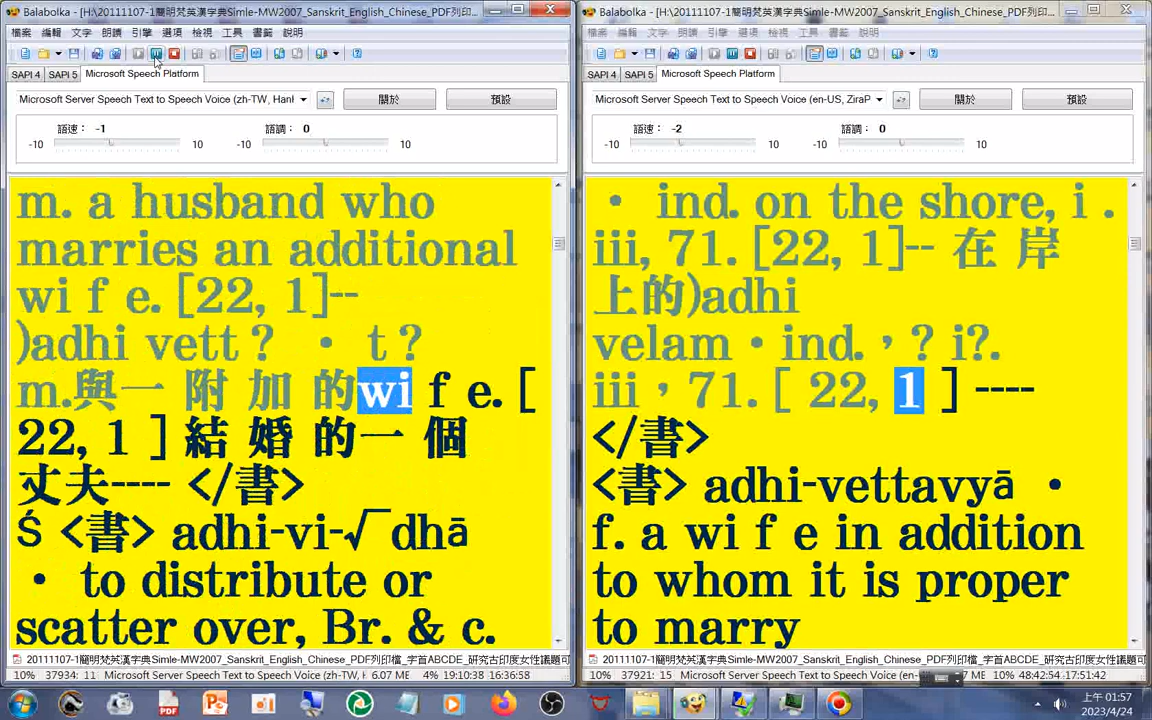 Balabolka - [H:\20111107-1簡明梵英漢字典Simle-MW2007_Sanskrit_English_Chinese_PDF列印...
檔案 編輯 文字 朗讀 引擎 選項 檢視 工具 書籤 說明
SAPI 4 SAPI 5 Microsoft Speech Platform
Microsoft Server Speech Text to Speech Voice (zh-TW, Hanl 關於 預設
語速： -1 語調： 0
-10 10 -10 10
m. a husband who
marries an additional
wi f e. [22, 1]--
)adhi vett ? • t ?
m.與一 附 加 的wi f e. [
22, 1 ] 結 婚 的一 個
丈夫---- </書>
Ś <書> adhi-vi-√ dhā
• to distribute or
scatter over, Br. & c.
20111107-1簡明梵英漢字典Simle-MW2007_Sanskrit_English_Chinese_PDF列印檔_字首ABCDE_研究古印度女性議題可
10% 37934: 11 Microsoft Server Speech Text to Speech Voice (zh-TW, H 6.07 ME 4% 19:10:38 16:36:58
Balabolka - [H:\20111107-1簡明梵英漢字典Simle-MW2007_Sanskrit_English_Chinese_PDF列印...
檔案 編輯 文字 朗讀 引擎 選項 檢視 工具 書籤 說明
SAPI 4 SAPI 5 Microsoft Speech Platform
Microsoft Server Speech Text to Speech Voice (en-US, ZiraP 關於 預設
語速： -2 語調： 0
-10 10 -10 10
• ind. on the shore, i .
iii, 71. [22, 1]-- 在 岸
上的)adhi
velam • ind.，? i?.
iii，71. [ 22, 1 ] ----
</書>
<書> adhi-vettavyā •
f. a wi f e in addition
to whom it is proper
to marry
20111107-1簡明梵英漢字典Simle-MW2007_Sanskrit_English_Chinese_PDF列印檔_字首ABCDE_研究古印度女性議題可
10% 37921: 15 Microsoft Server Speech Text to Speech Voice 10% 48:42:54 -17:51:42
上午 01:57
2023/4/24